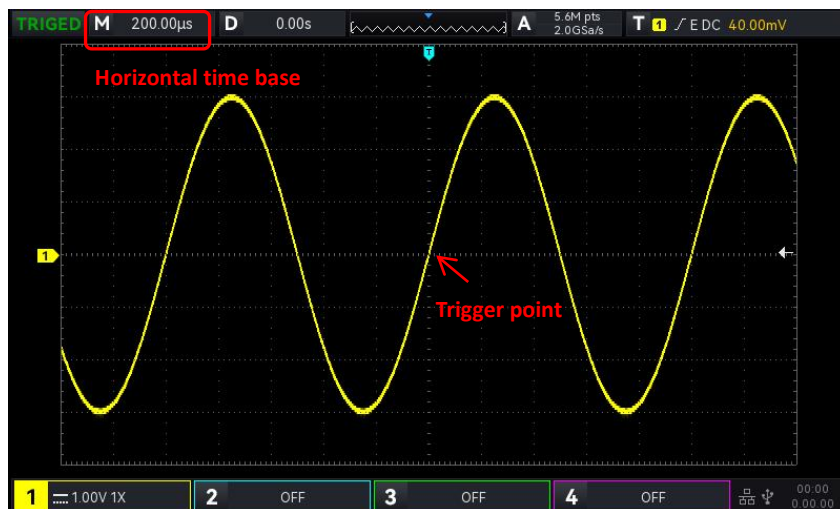 TRIGED M 200.00μs D 0.00s A 5.6M pts 2.0GSa/s T 1 E DC 40.00mV
Horizontal time base
T
1
Trigger point
1 1.00V 1X 2 OFF 3 OFF 4 OFF 00:00
0.00.00